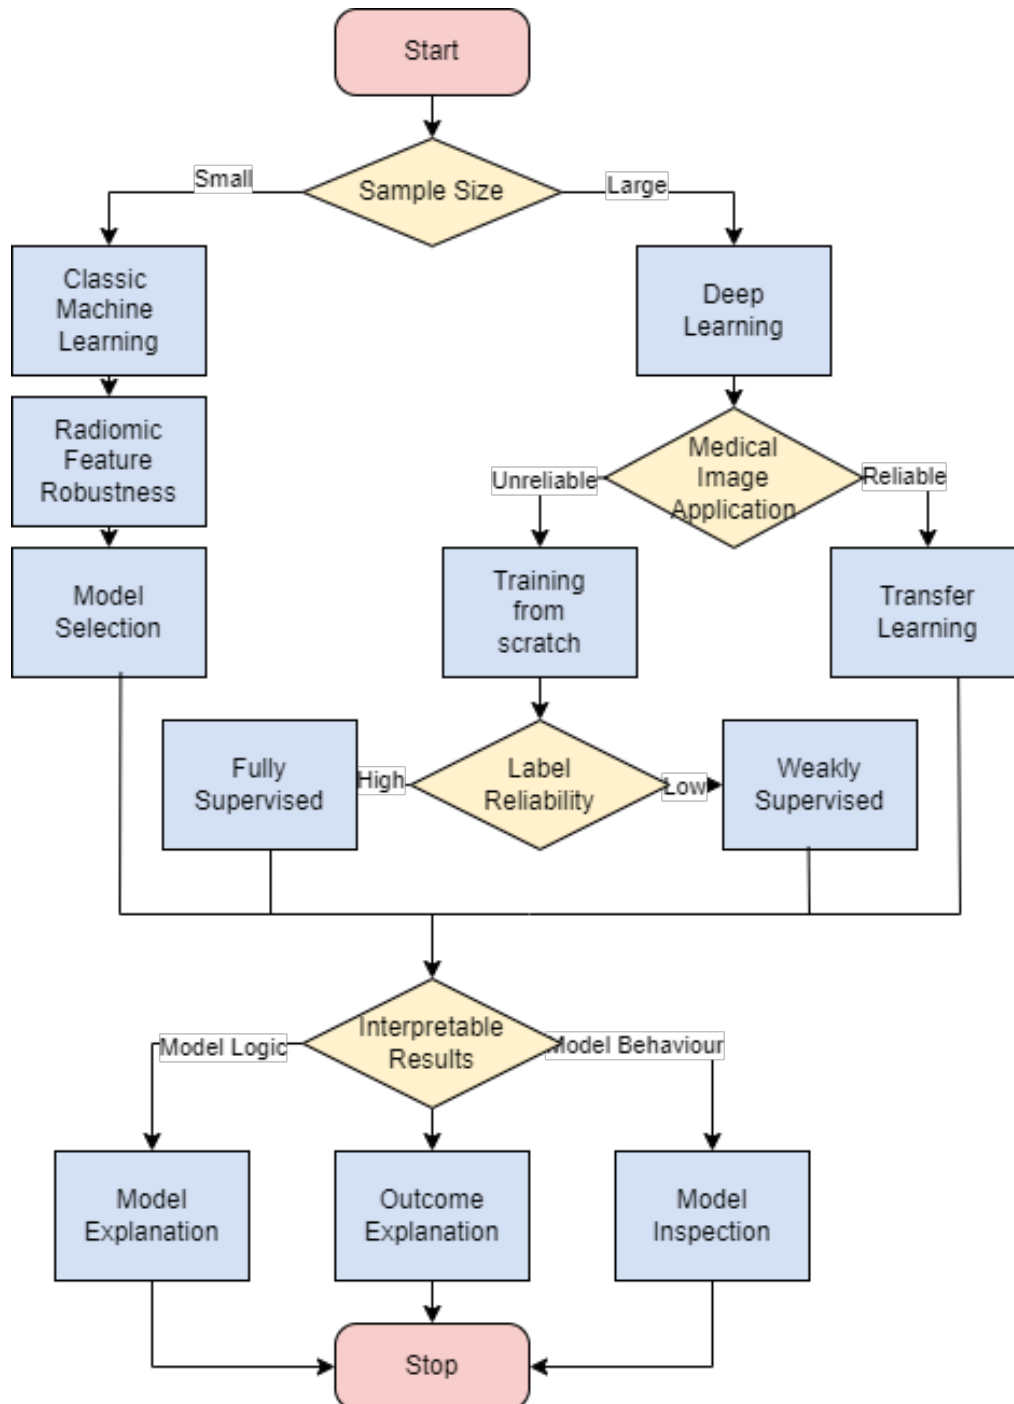 Start
Sample Size
Small
Large
Classic
Machine
Learning
Deep
Learning
Radiomic
Feature
Robustness
Medical
Image
Application
Unreliable
Reliable
Model
Selection
Training
from
scratch
Transfer
Learning
Fully
Supervised
High
Label
Reliability
Low
Weakly
Supervised
Interpretable
Results
Model Logic
Model Behaviour
Model
Explanation
Outcome
Explanation
Model
Inspection
Stop